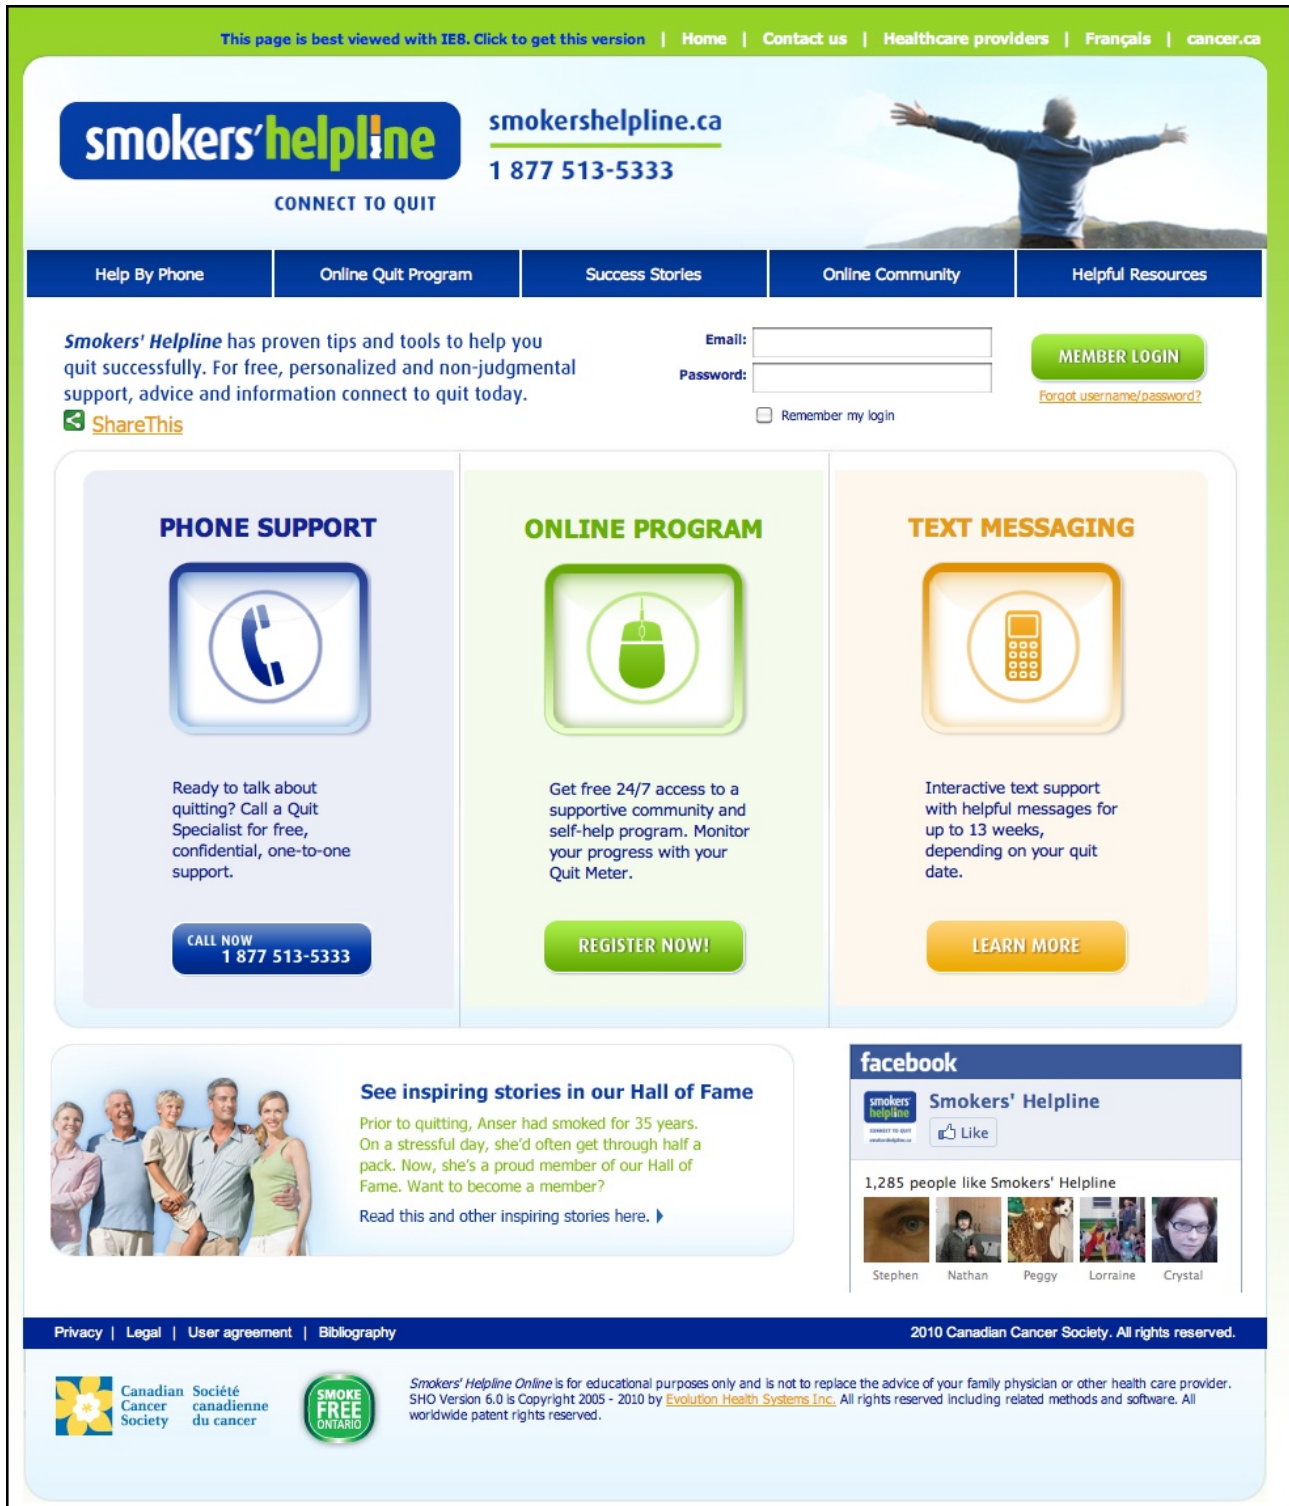 This page is best viewed with IE8. Click to get this version | Home | Contact us | Healthcare providers | Français | cancer.ca
smokers' helpline
CONNECT TO QUIT
smokershelpline.ca
1 877 513-5333
Help By Phone
Online Quit Program
Success Stories
Online Community
Helpful Resources
Smokers' Helpline has proven tips and tools to help you
quit successfully. For free, personalized and non-judgmental
support, advice and information connect to quit today.
ShareThis
Email:
Password:
Remember my login
MEMBER LOGIN
Forgot username/password?
PHONE SUPPORT
Ready to talk about
quitting? Call a Quit
Specialist for free,
confidential, one-to-one
support.
CALL NOW
1 877 513-5333
ONLINE PROGRAM
Get free 24/7 access to a
supportive community and
self-help program. Monitor
your progress with your
Quit Meter.
REGISTER NOW!
TEXT MESSAGING
Interactive text support
with helpful messages for
up to 13 weeks,
depending on your quit
date.
LEARN MORE
See inspiring stories in our Hall of Fame
Prior to quitting, Anser had smoked for 35 years.
On a stressful day, she'd often get through half a
pack. Now, she's a proud member of our Hall of
Fame. Want to become a member?
Read this and other inspiring stories here.
facebook
smokers'
helpline
CONNECT TO QUIT
smokershelpline.ca
Smokers' Helpline
Like
1,285 people like Smokers' Helpline
Stephen
Nathan
Peggy
Lorraine
Crystal
Privacy | Legal | User agreement | Bibliography
2010 Canadian Cancer Society. All rights reserved.
Canadian Société
Cancer canadienne
Society du cancer
SMOKE
FREE
ONTARIO
Smokers' Helpline Online is for educational purposes only and is not to replace the advice of your family physician or other health care provider.
SHO Version 6.0 is Copyright 2005 - 2010 by Evolution Health Systems Inc. All rights reserved including related methods and software. All
worldwide patent rights reserved.